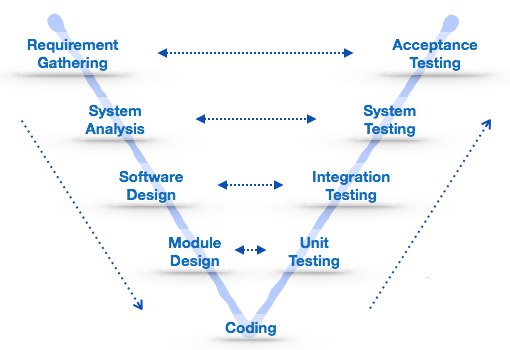 Requirement
Gathering
Acceptance
Testing
System
Analysis
System
Testing
Software
Design
Integration
Testing
Module
Design
Unit
Testing
Coding